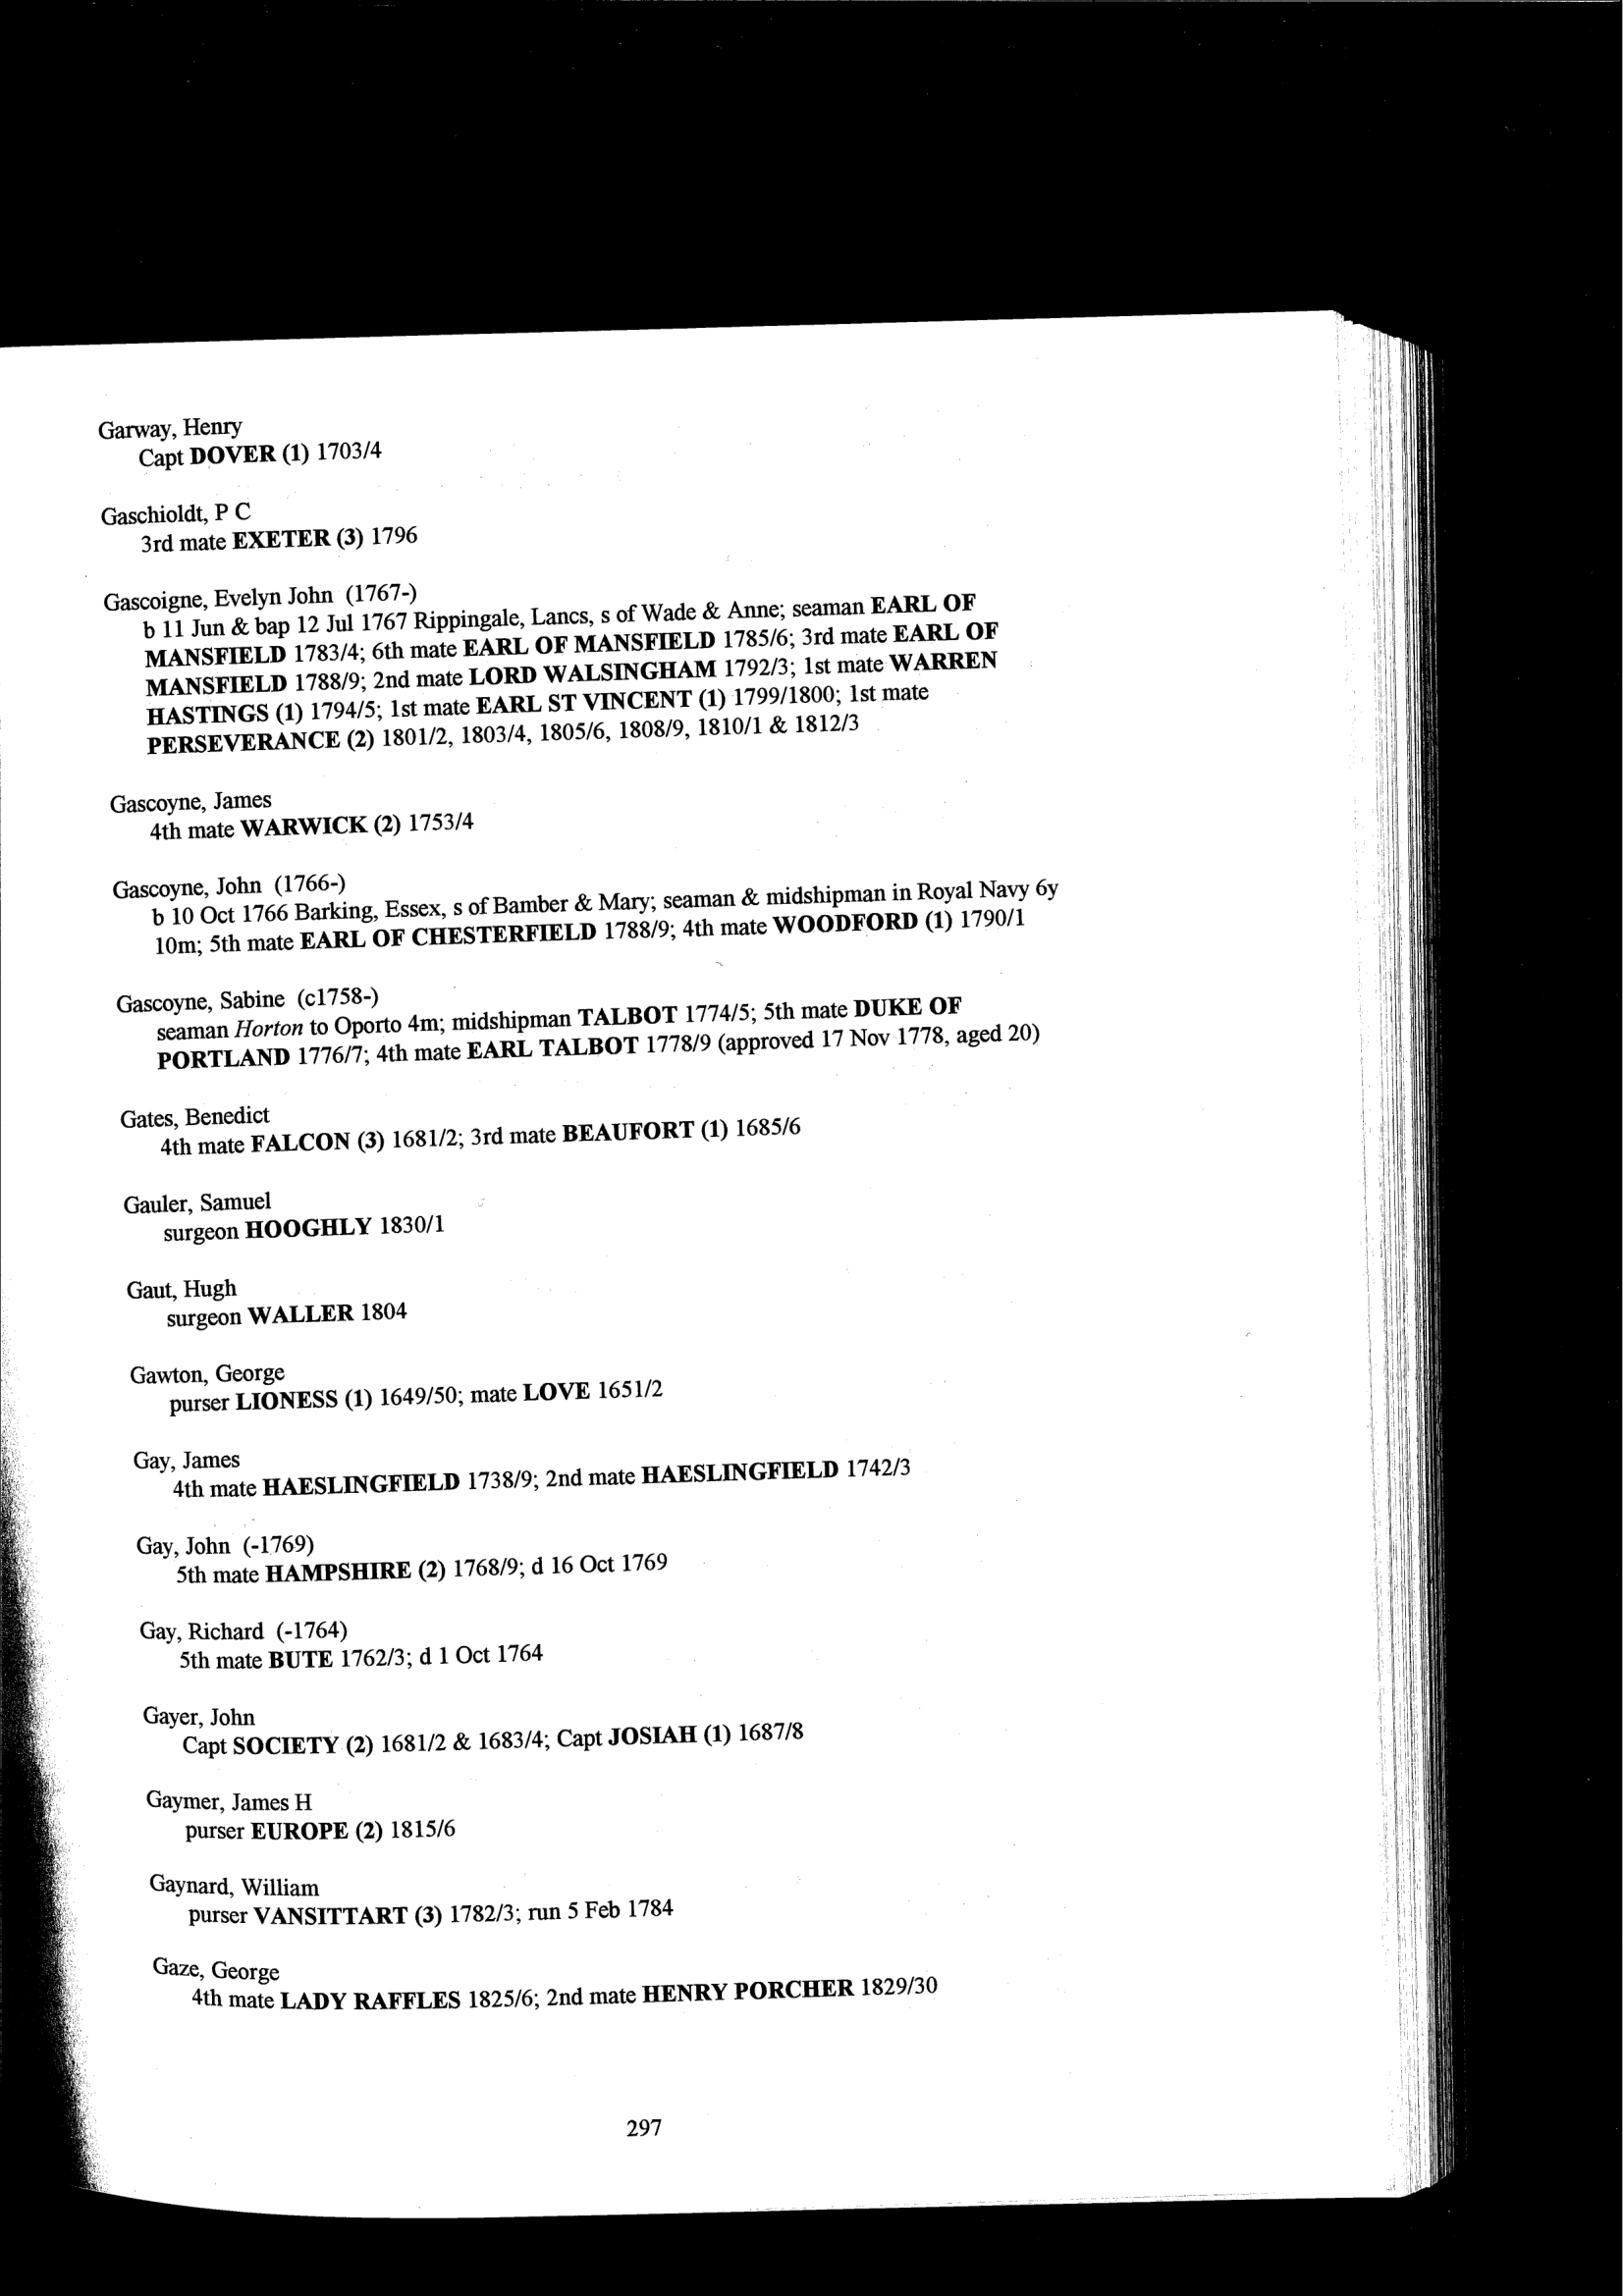 Garway, Henry
Capt DOVER (1) 1703/4
Gaschioldt, P C
3rd mate EXETER (3) 1796
Gascoigne, Evelyn John (1767-)
b 11 Jun & bap 12 Jul 1767 Rippingale, Lancs, s of Wade & Anne; seaman EARL OF
MANSFIELD 1783/4; 6th mate EARL OF MANSFIELD 1785/6; 3rd mate EARL OF
MANSFIELD 1788/9; 2nd mate LORD WALSINGHAM 1792/3; 1st mate WARREN
HASTINGS (1) 1794/5; 1st mate EARL ST VINCENT (1) 1799/1800; 1st mate
PERSEVERANCE (2) 1801/2, 1803/4, 1805/6, 1808/9, 1810/1 & 1812/3
Gascoyne, James
4th mate WARWICK (2) 1753/4
Gascoyne, John (1766-)
b 10 Oct 1766 Barking, Essex, s of Bamber & Mary; seaman & midshipman in Royal Navy 6y
10m; 5th mate EARL OF CHESTERFIELD 1788/9; 4th mate WOODFORD (1) 1790/1
Gascoyne, Sabine (c1758-)
seaman Horton to Oporto 4m; midshipman TALBOT 1774/5; 5th mate DUKE OF
PORTLAND 1776/7; 4th mate EARL TALBOT 1778/9 (approved 17 Nov 1778, aged 20)
Gates, Benedict
4th mate FALCON (3) 1681/2; 3rd mate BEAUFORT (1) 1685/6
Gauler, Samuel
surgeon HOOGHLY 1830/1
Gaut, Hugh
surgeon WALLER 1804
Gawton, George
purser LIONESS (1) 1649/50; mate LOVE 1651/2
Gay, James
4th mate HAESLINGFIELD 1738/9; 2nd mate HAESLINGFIELD 1742/3
Gay, John (-1769)
5th mate HAMPSHIRE (2) 1768/9; d 16 Oct 1769
Gay, Richard (-1764)
5th mate BUTE 1762/3; d 1 Oct 1764
Gayer, John
Capt SOCIETY (2) 1681/2 & 1683/4; Capt JOSIAH (1) 1687/8
Gaymer, James H
purser EUROPE (2) 1815/6
Gaynard, William
purser VANSITTART (3) 1782/3; run 5 Feb 1784
Gaze, George
4th mate LADY RAFFLES 1825/6; 2nd mate HENRY PORCHER 1829/30
297